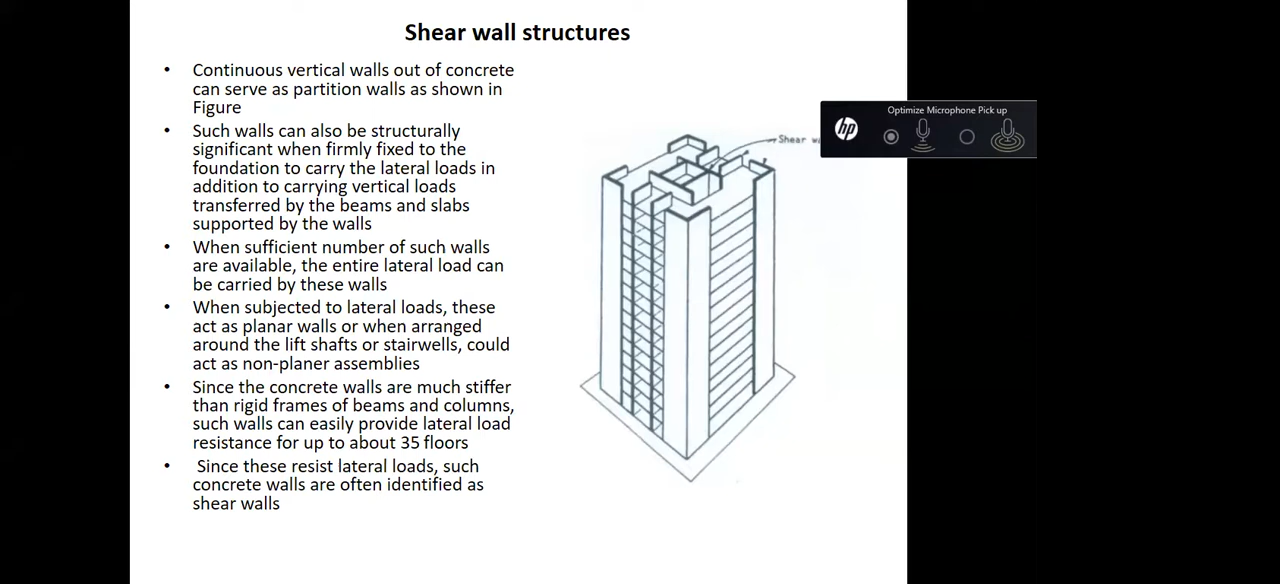 Shear wall structures
• Continuous vertical walls out of concrete
can serve as partition walls as shown in
Figure
• Such walls can also be structurally
significant when firmly fixed to the
foundation to carry the lateral loads in
addition to carrying vertical loads
transferred by the beams and slabs
supported by the walls
• When sufficient number of such walls
are available, the entire lateral load can
be carried by these walls
• When subjected to lateral loads, these
act as planar walls or when arranged
around the lift shafts or stairwells, could
act as non-planer assemblies
• Since the concrete walls are much stiffer
than rigid frames of beams and columns,
such walls can easily provide lateral load
resistance for up to about 35 floors
• Since these resist lateral loads, such
concrete walls are often identified as
shear walls
Shear
Optimize Microphone Pick up
hp